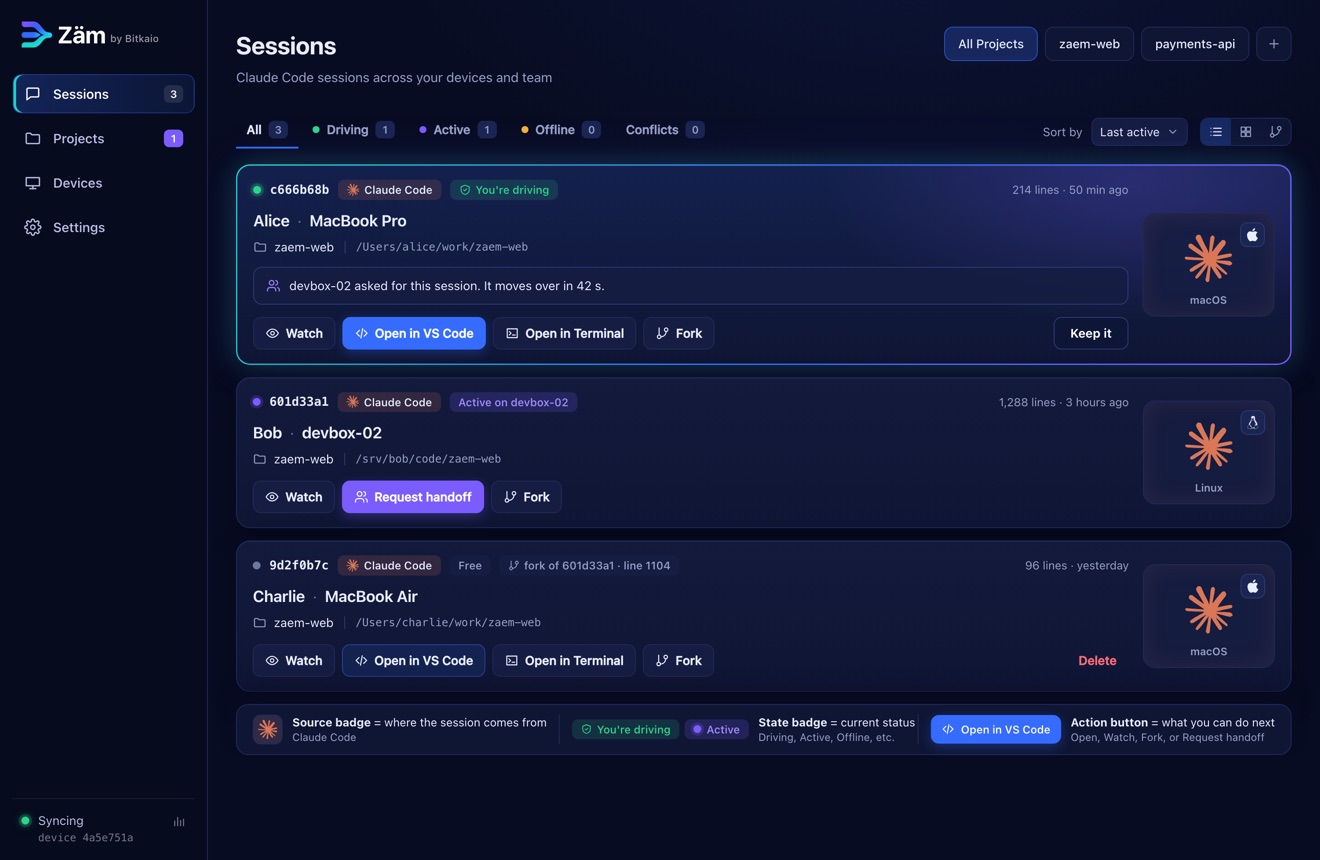 Zäm by Bitkaio
Sessions 3
Projects 1
Devices
Settings
Syncing
device 4a5e751a
Sessions
Claude Code sessions across your devices and team
All Projects
zaem-web
payments-api
All 3
Driving 1
Active 1
Offline 0
Conflicts 0
Sort by
Last active
c666b68b
Claude Code
You're driving
214 lines · 50 min ago
Alice · MacBook Pro
zaem-web
/Users/alice/work/zaem-web
devbox-02 asked for this session. It moves over in 42 s.
Watch
Open in VS Code
Open in Terminal
Fork
Keep it
macOS
601d33a1
Claude Code
Active on devbox-02
1,288 lines · 3 hours ago
Bob · devbox-02
zaem-web
/srv/bob/code/zaem-web
Watch
Request handoff
Fork
Linux
9d2f0b7c
Claude Code
Free
fork of 601d33a1 · line 1104
96 lines · yesterday
Charlie · MacBook Air
zaem-web
/Users/charlie/work/zaem-web
Watch
Open in VS Code
Open in Terminal
Fork
Delete
macOS
Source badge = where the session comes from
Claude Code
You're driving
Active
State badge = current status
Driving, Active, Offline, etc.
Open in VS Code
Action button = what you can do next
Open, Watch, Fork, or Request handoff